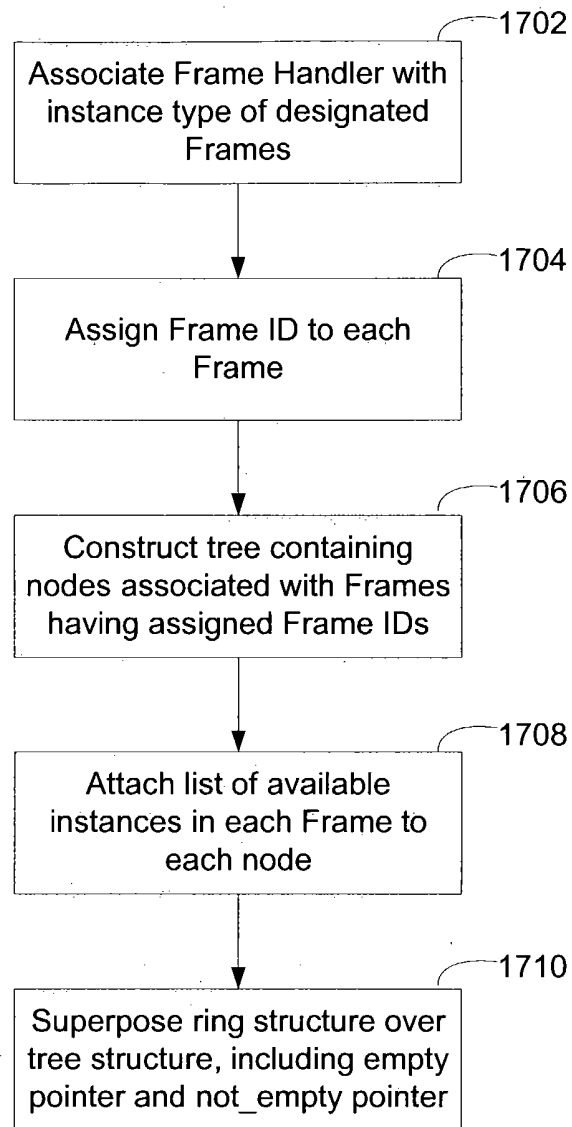 1702
Associate Frame Handler with
instance type of designated
Frames
1704
Assign Frame ID to each
Frame
1706
Construct tree containing
nodes associated with Frames
having assigned Frame IDs
1708
Attach list of available
instances in each Frame to
each node
1710
Superpose ring structure over
tree structure, including empty
pointer and not_empty pointer